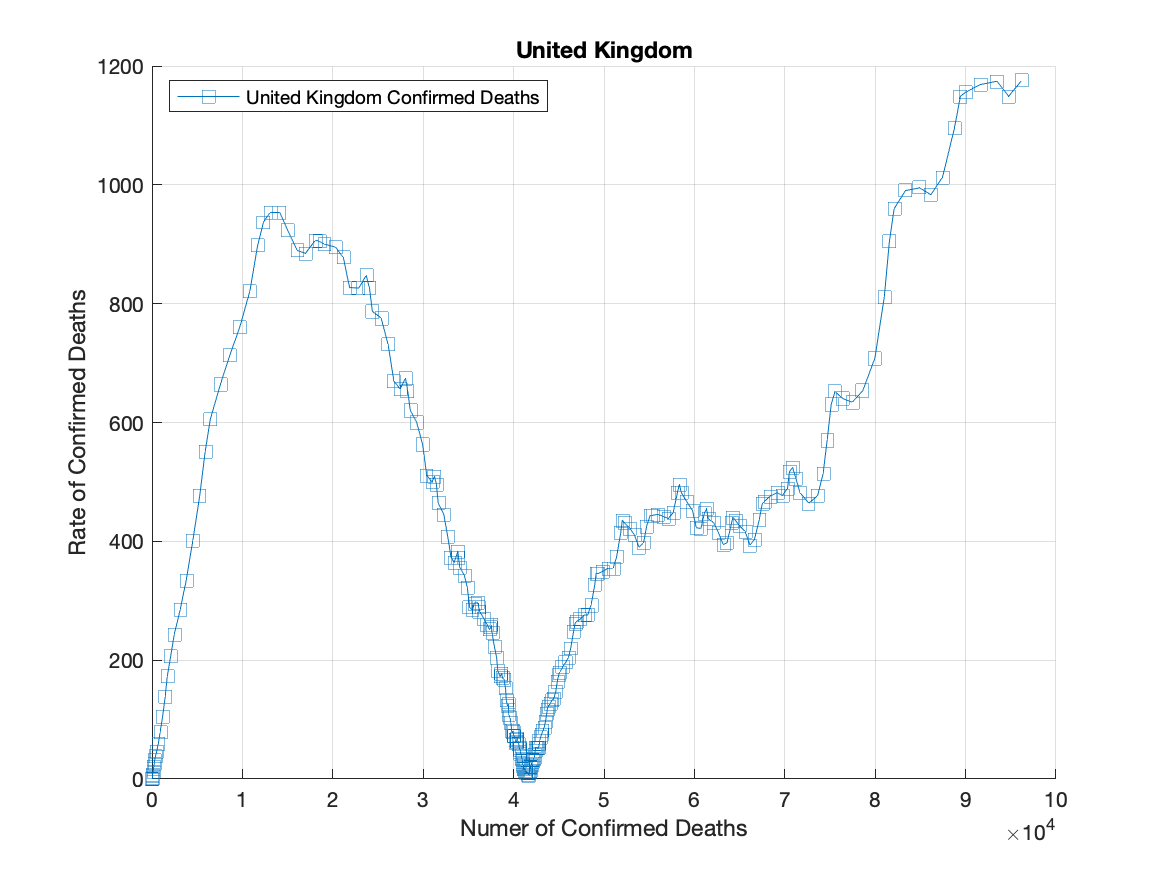 United Kingdom
United Kingdom Confirmed Deaths
Rate of Confirmed Deaths
1200
1000
800
600
400
200
0
0 1 2 3 4 5 6 7 8 9 10
×10⁴
Numer of Confirmed Deaths